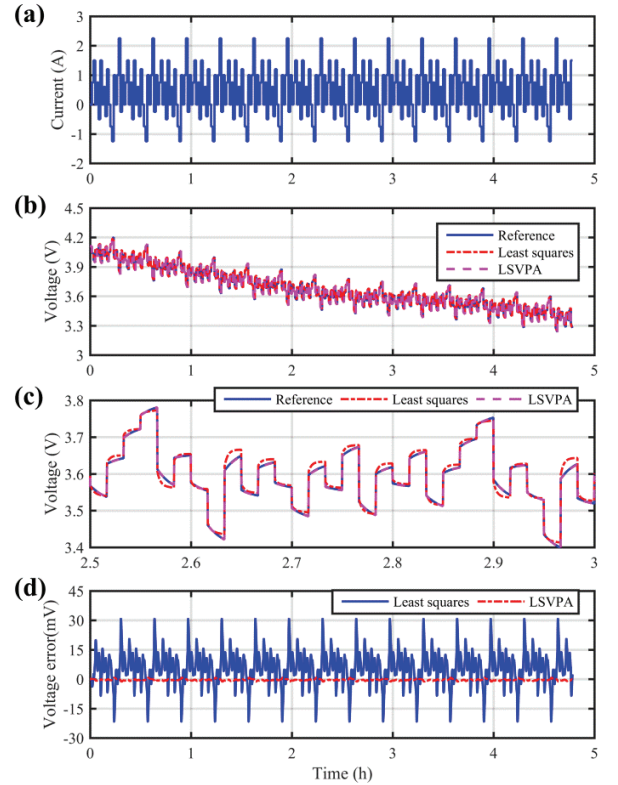 (a)
3
2
1
0
-1
-2
Current (A)
0 1 2 3 4 5
(b)
4.5
4.2
3.9
3.6
3.3
3
Voltage (V)
Reference
Least squares
LSVPA
0 1 2 3 4 5
(c)
3.8
3.7
3.6
3.5
3.4
Voltage (V)
Reference Least squares LSVPA
2.5 2.6 2.7 2.8 2.9 3
(d)
45
30
15
0
-15
-30
Voltage error(mV)
Least squares LSVPA
0 1 2 3 4 5
Time (h)